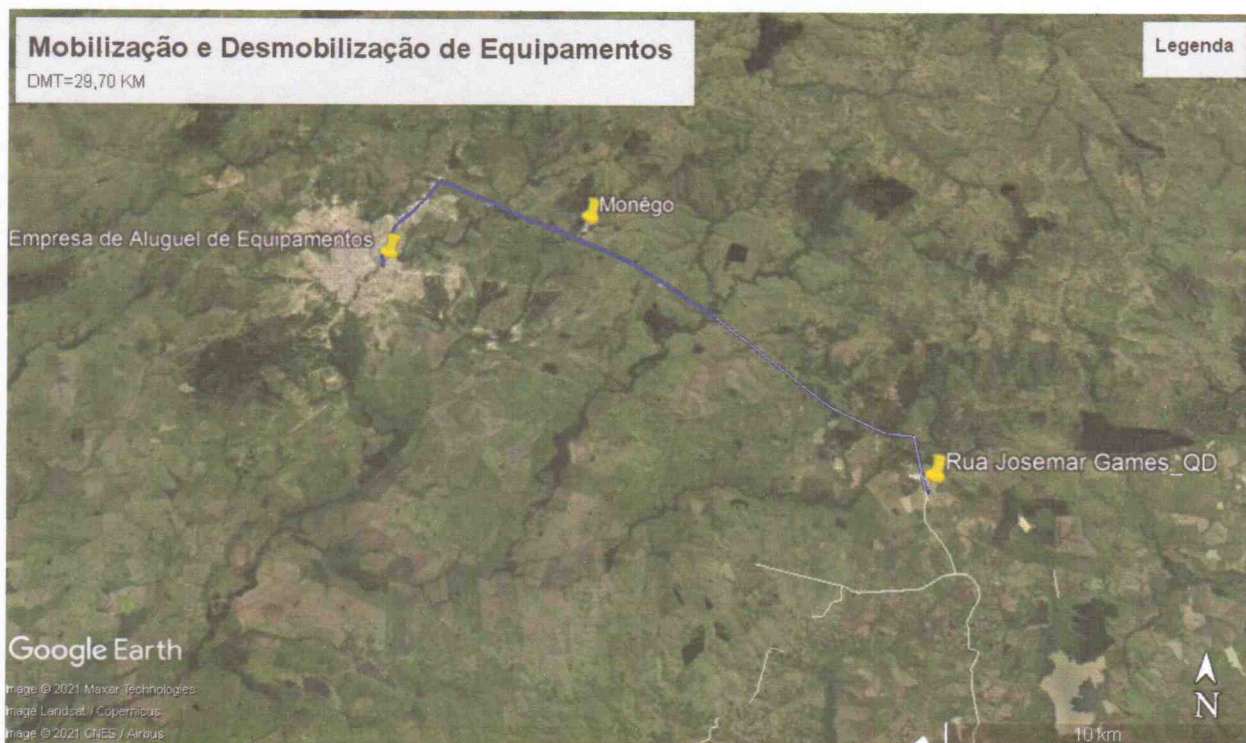 Mobilização e Desmobilização de Equipamentos
DMT=29,70 KM
Legenda
Monêgo
Empresa de Aluguel de Equipamentos
Rua Josemar Games_QD
Google Earth
Image © 2021 Maxar Technologies
Image Landsat / Copernicus
Image © 2021 CNES / Airbus
N
10 km